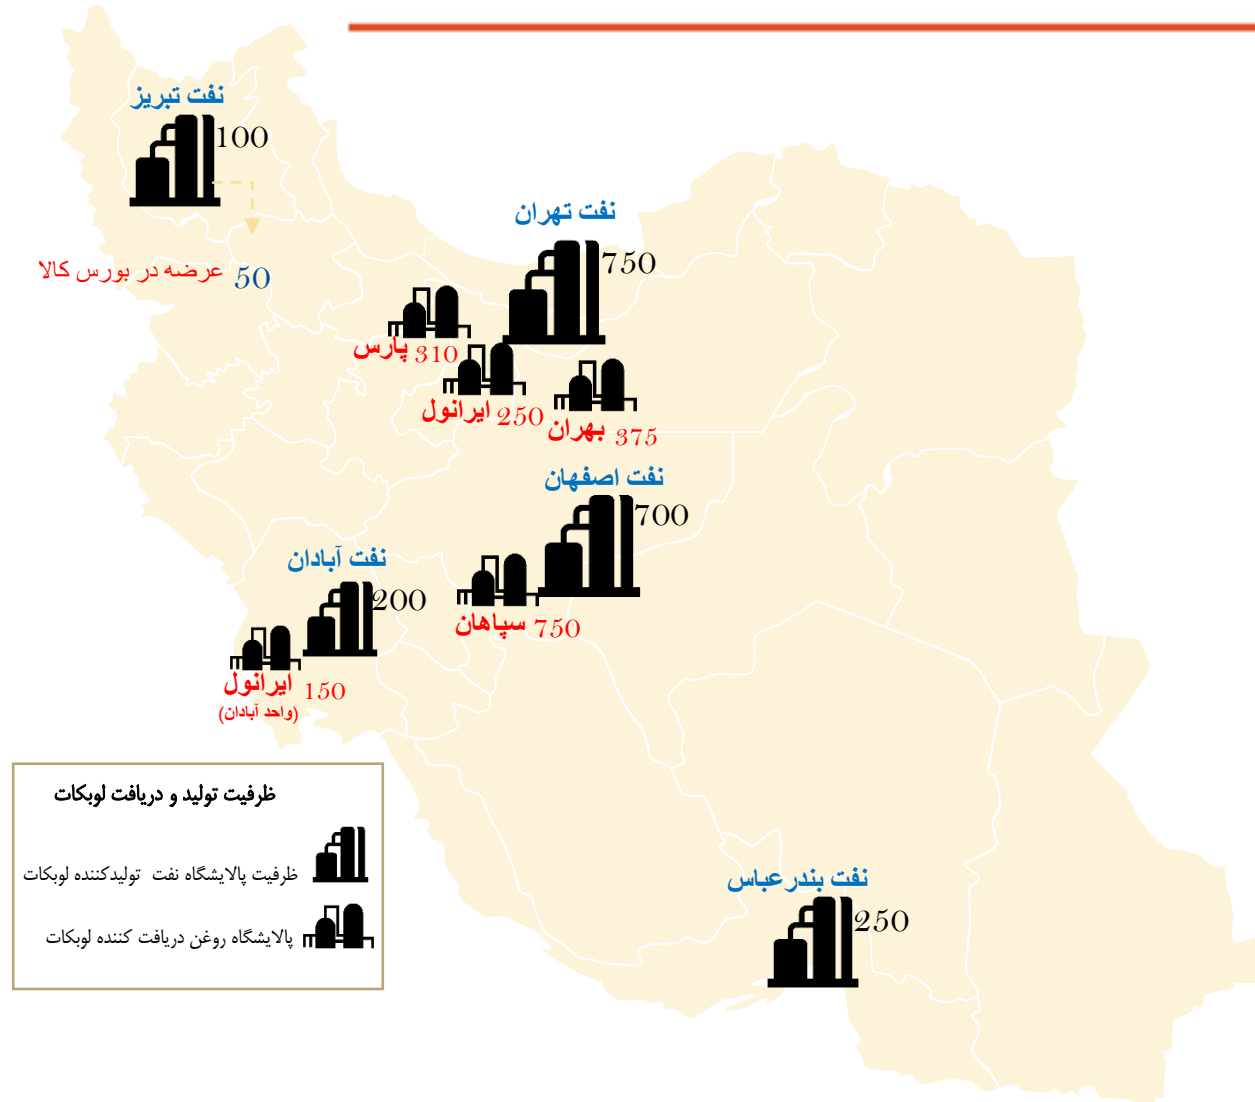 نفت تبریز
100
عرضه در بورس کالا 50
نفت تهران
750
پارس 310
ایرانول 250
بهران 375
نفت اصفهان
700
سپاهان 750
نفت آبادان
200
ایرانول 150
(واحد آبادان)
ظرفیت تولید و دریافت لوبکات
ظرفیت پالایشگاه نفت تولیدکننده لوبکات
پالایشگاه روغن دریافت کننده لوبکات
نفت بندرعباس
250